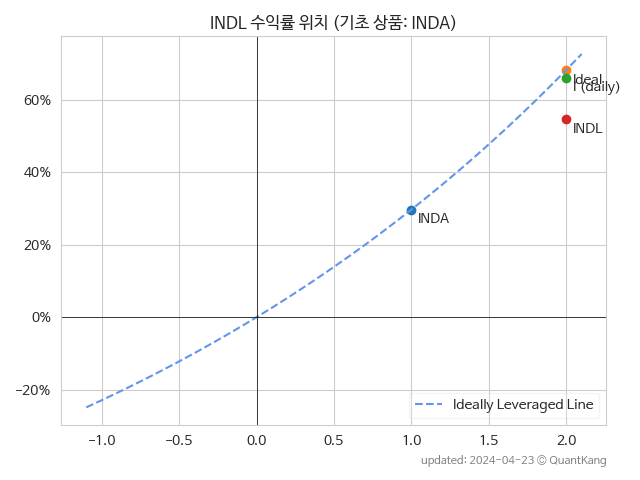 INDL 수익률 위치 (기초 상품: INDA)
60%
40%
20%
0%
−20%
Ideal
(daily)
INDL
INDA
Ideally Leveraged Line
−1.0 −0.5 0.0 0.5 1.0 1.5 2.0
updated: 2024-04-23 © QuantKang